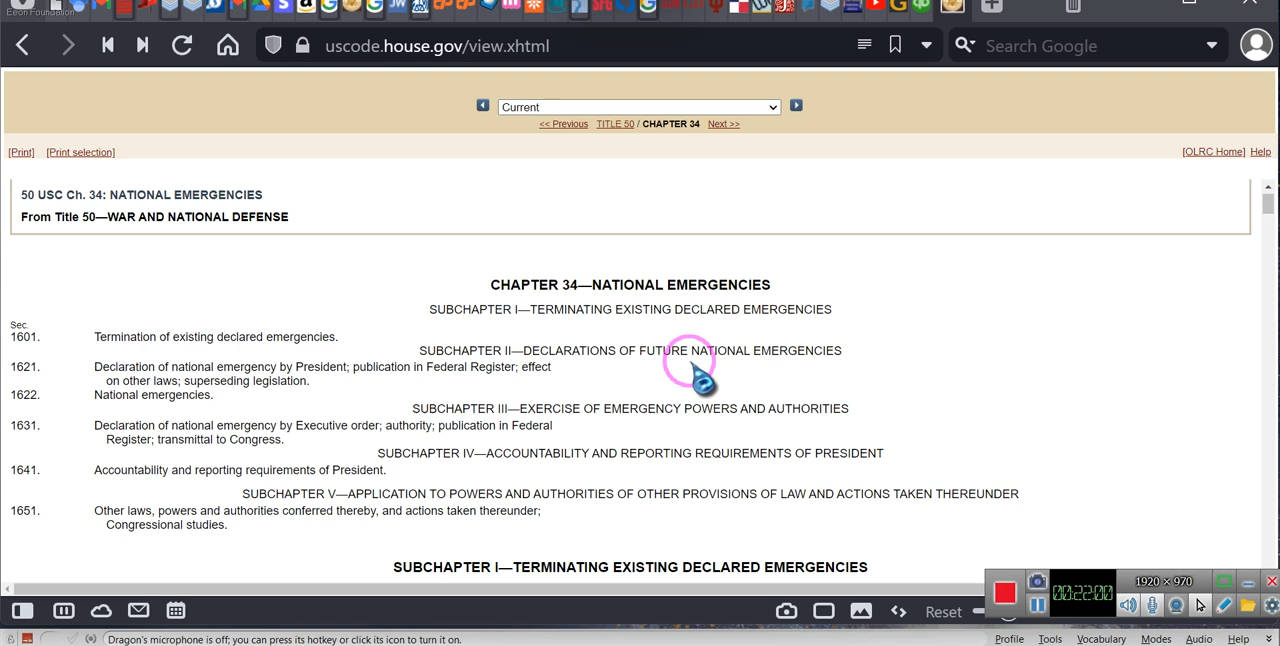 Eeon Foundation
uscode.house.gov/view.xhtml
Search Google
Current
<< Previous TITLE 50 / CHAPTER 34 Next >>
[Print] [Print selection] [OLRC Home] Help
50 USC Ch. 34: NATIONAL EMERGENCIES
From Title 50—WAR AND NATIONAL DEFENSE
CHAPTER 34—NATIONAL EMERGENCIES
SUBCHAPTER I—TERMINATING EXISTING DECLARED EMERGENCIES
Sec.
1601. Termination of existing declared emergencies.
SUBCHAPTER II—DECLARATIONS OF FUTURE NATIONAL EMERGENCIES
1621. Declaration of national emergency by President; publication in Federal Register; effect
on other laws; superseding legislation.
1622. National emergencies.
SUBCHAPTER III—EXERCISE OF EMERGENCY POWERS AND AUTHORITIES
1631. Declaration of national emergency by Executive order; authority; publication in Federal
Register; transmittal to Congress.
SUBCHAPTER IV—ACCOUNTABILITY AND REPORTING REQUIREMENTS OF PRESIDENT
1641. Accountability and reporting requirements of President.
SUBCHAPTER V—APPLICATION TO POWERS AND AUTHORITIES OF OTHER PROVISIONS OF LAW AND ACTIONS TAKEN THEREUNDER
1651. Other laws, powers and authorities conferred thereby, and actions taken thereunder;
Congressional studies.
SUBCHAPTER I—TERMINATING EXISTING DECLARED EMERGENCIES
00:22:00 1920 × 970
Reset
Dragon's microphone is off; you can press its hotkey or click its icon to turn it on. Profile Tools Vocabulary Modes Audio Help